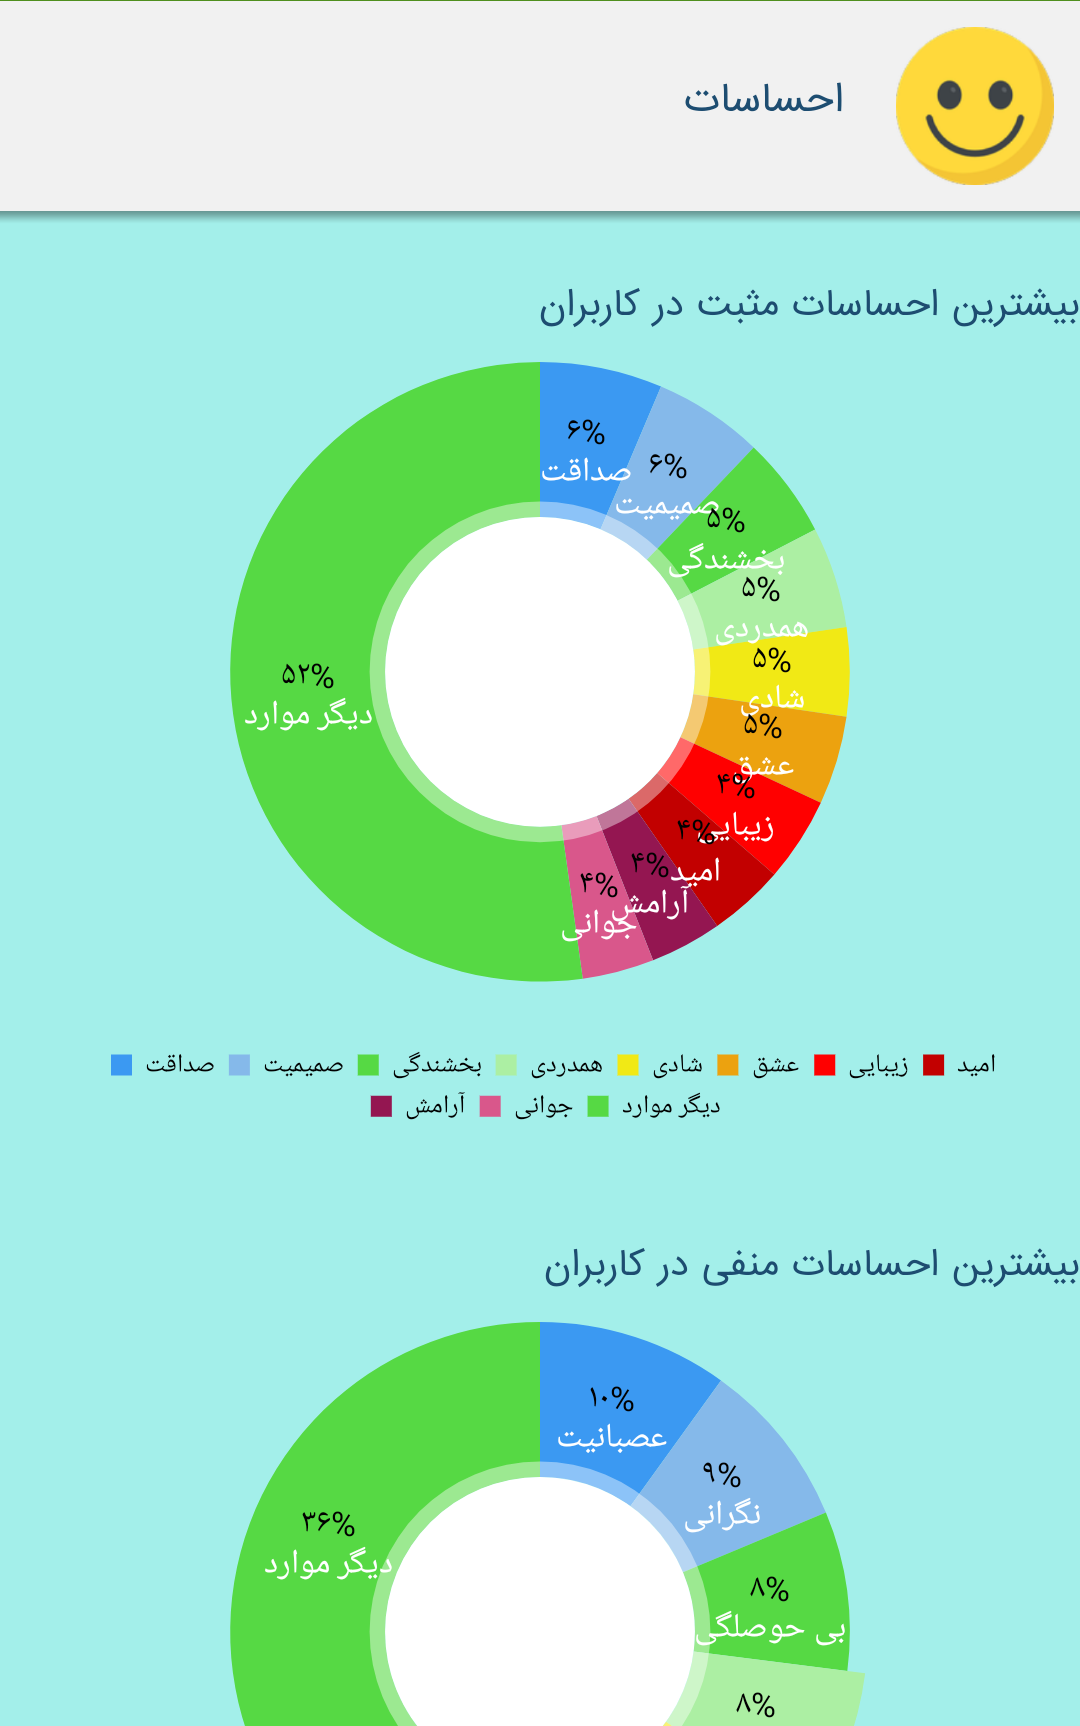 احساسات
بیشترین احساسات مثبت در کاربران
۶%
صداقت
۶%
صمیمیت
۵%
بخشندگی
۵%
همدردی
۵%
شادی
۵%
عشق
۴%
زیبایی
۴%
امید
۴%
آرامش
۴%
جوانی
۵۲%
دیگر موارد
صداقت صمیمیت بخشندگی همدردی شادی عشق زیبایی امید
آرامش جوانی دیگر موارد
بیشترین احساسات منفی در کاربران
۱۰%
عصبانیت
۹%
نگرانی
۸%
بی حوصلگی
۸%
۳۶%
دیگر موارد